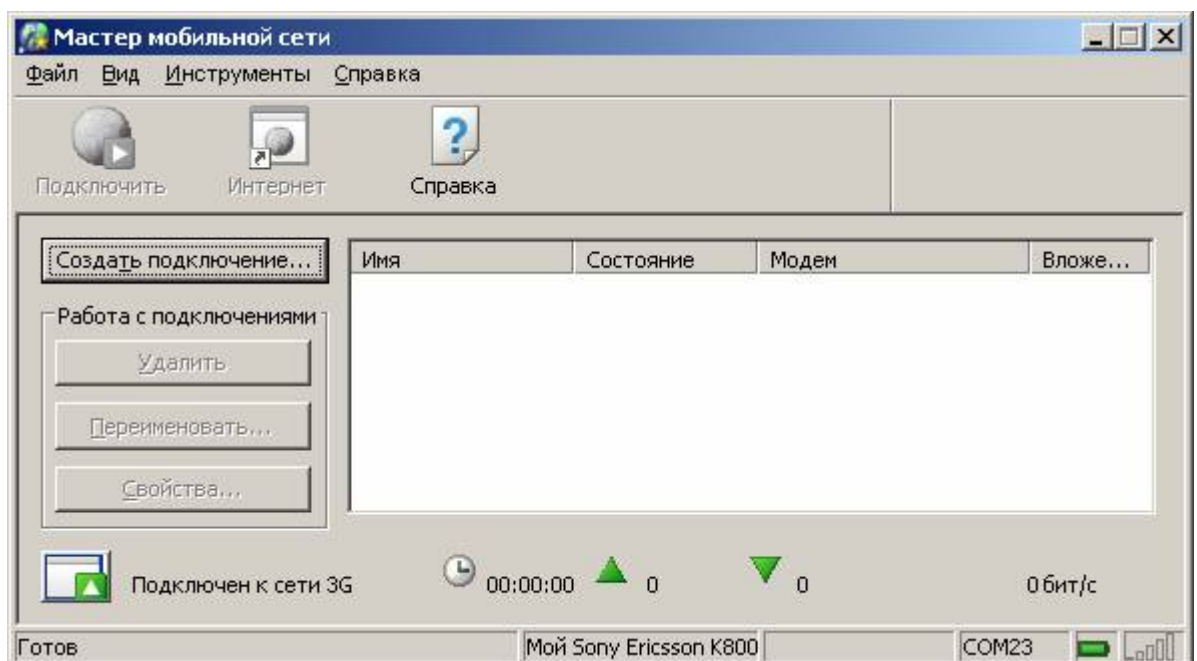 Мастер мобильной сети
Файл Вид Инструменты Справка
Подключить Интернет Справка
Создать подключение...
Имя Состояние Модем Вложе...
Работа с подключениями
Удалить
Переименовать...
Свойства...
Подключен к сети 3G 00:00:00 0 0 0 бит/с
Готов Мой Sony Ericsson K800 COM23